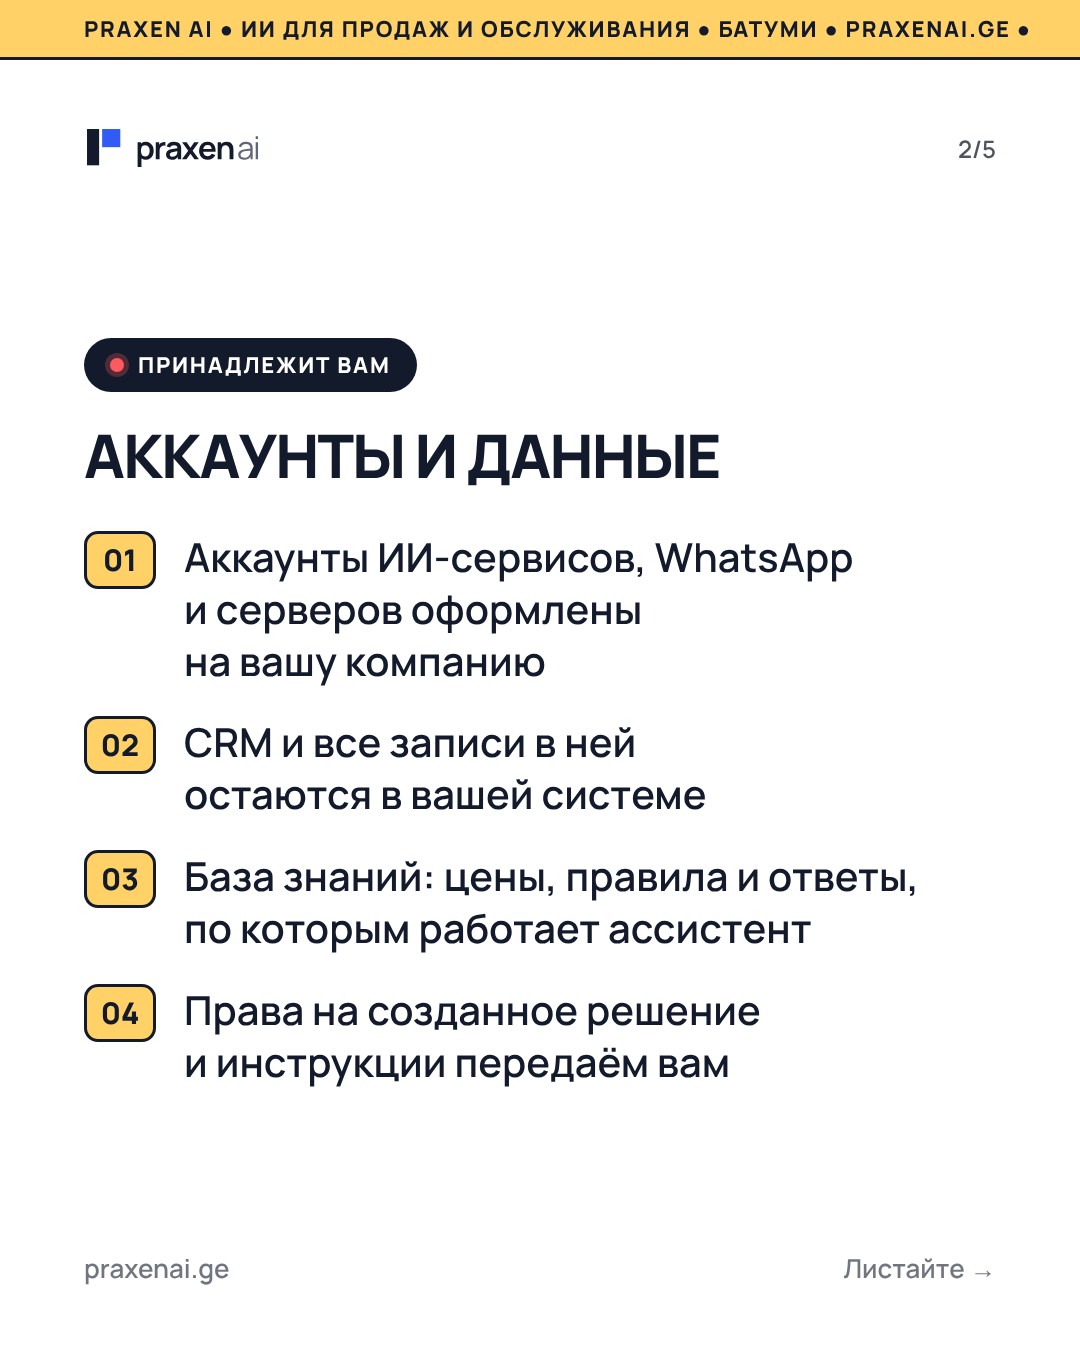 PRAXEN AI ● ИИ ДЛЯ ПРОДАЖ И ОБСЛУЖИВАНИЯ ● БАТУМИ ● PRAXENAI.GE ●
praxen ai
2/5
ПРИНАДЛЕЖИТ ВАМ
АККАУНТЫ И ДАННЫЕ
01 Аккаунты ИИ-сервисов, WhatsApp
и серверов оформлены
на вашу компанию
02 CRM и все записи в ней
остаются в вашей системе
03 База знаний: цены, правила и ответы,
по которым работает ассистент
04 Права на созданное решение
и инструкции передаём вам
praxenai.ge
Листайте →